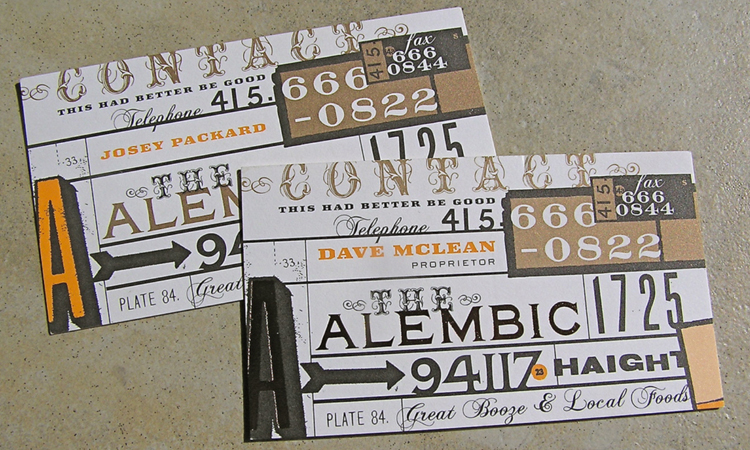 CONTACT
THIS HAD BETTER BE GOOD
Telephone 415.
666
-0822
415
fax
666
0844
S
-33-
JOSEY PACKARD
1725
THE
ALEM
A
94
PLATE 84. Great
CONTACT
THIS HAD BETTER BE GOOD
Telephone 415.
666
-0822
415
fax
666
0844
S
-33-
DAVE MCLEAN
PROPRIETOR
THE
ALEMBIC
1725
A
94117 23 HAIGHT
PLATE 84. Great Booze & Local Foods